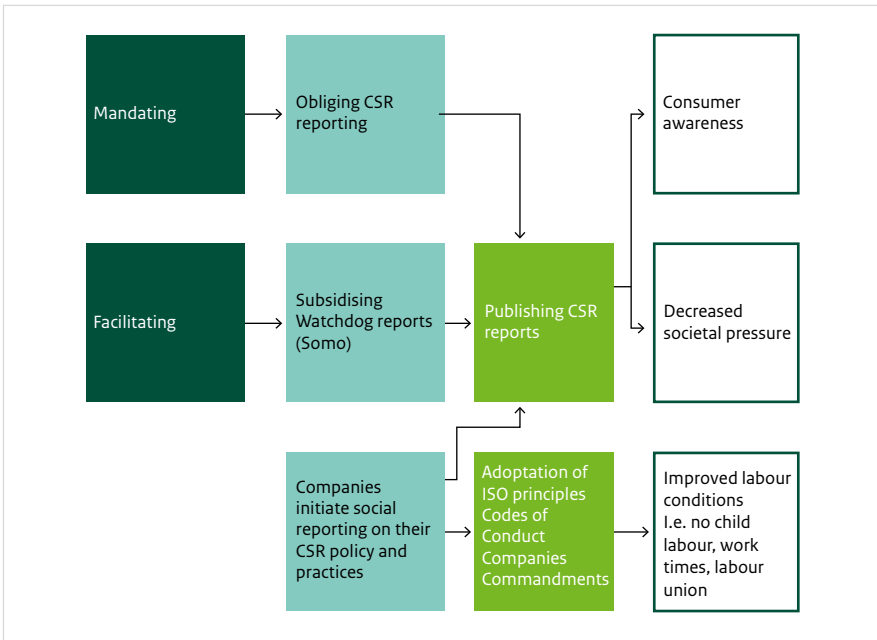 Mandating
Obliging CSR
reporting
Consumer
awareness
Facilitating
Subsidising
Watchdog reports
(Somo)
Publishing CSR
reports
Decreased
societal pressure
Companies
initiate social
reporting on their
CSR policy and
practices
Adoptation of
ISO principles
Codes of
Conduct
Companies
Commandments
Improved labour
conditions
I.e. no child
labour, work
times, labour
union